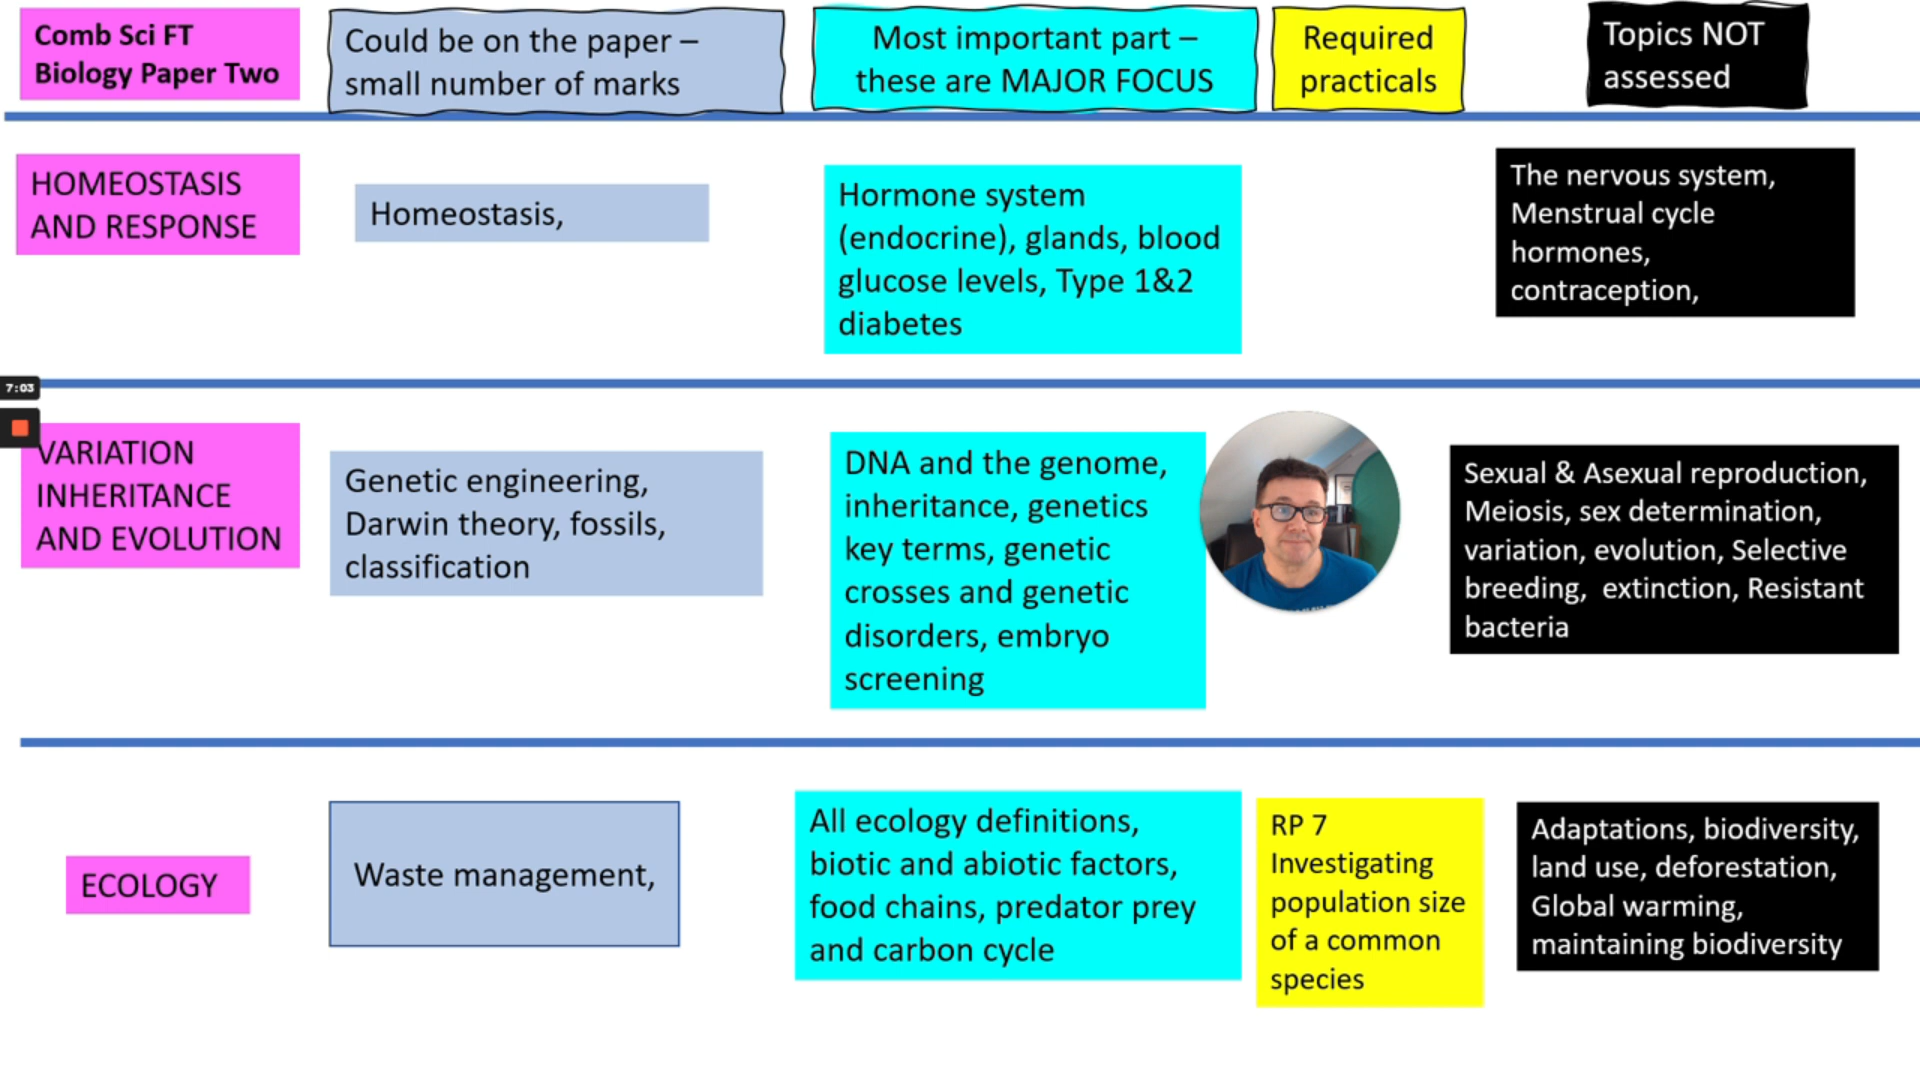 Comb Sci FT
Biology Paper Two
Could be on the paper –
small number of marks
Most important part –
these are MAJOR FOCUS
Required
practicals
Topics NOT
assessed
HOMEOSTASIS
AND RESPONSE
Homeostasis,
Hormone system
(endocrine), glands, blood
glucose levels, Type 1&2
diabetes
The nervous system,
Menstrual cycle
hormones,
contraception,
7:03
VARIATION
INHERITANCE
AND EVOLUTION
Genetic engineering,
Darwin theory, fossils,
classification
DNA and the genome,
inheritance, genetics
key terms, genetic
crosses and genetic
disorders, embryo
screening
Sexual & Asexual reproduction,
Meiosis, sex determination,
variation, evolution, Selective
breeding,  extinction, Resistant
bacteria
ECOLOGY
Waste management,
All ecology definitions,
biotic and abiotic factors,
food chains, predator prey
and carbon cycle
RP 7
Investigating
population size
of a common
species
Adaptations, biodiversity,
land use, deforestation,
Global warming,
maintaining biodiversity